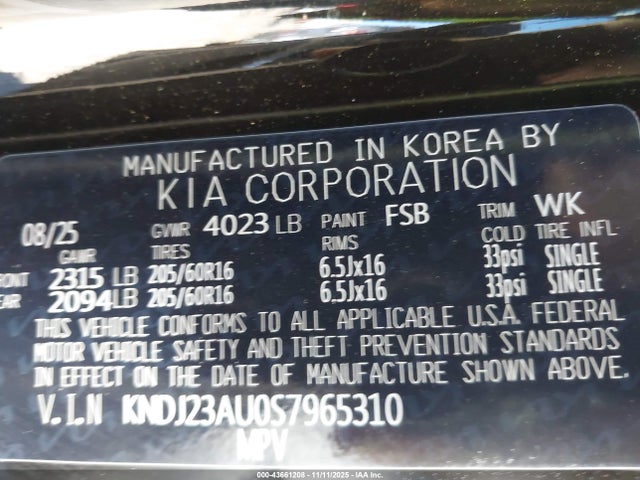 MANUFACTURED IN KOREA BY
KIA CORPORATION
08/25 GVWR 4023 LB PAINT FSB TRIM WK
GAWR TIRES RIMS COLD TIRE INFL
2315 LB 205/60R16 6.5Jx16 33psi SINGLE
2094 LB 205/60R16 6.5Jx16 33psi SINGLE
THIS VEHICLE CONFORMS TO ALL APPLICABLE U.S.A. FEDERAL
MOTOR VEHICLE SAFETY AND THEFT PREVENTION STANDARDS
IN EFFECT ON THE DATE OF MANUFACTURE SHOWN ABOVE.
V.I.N KNDJ23AU0S7965310
MPV
000-43661208 - 11/11/2025 - IAA Inc.